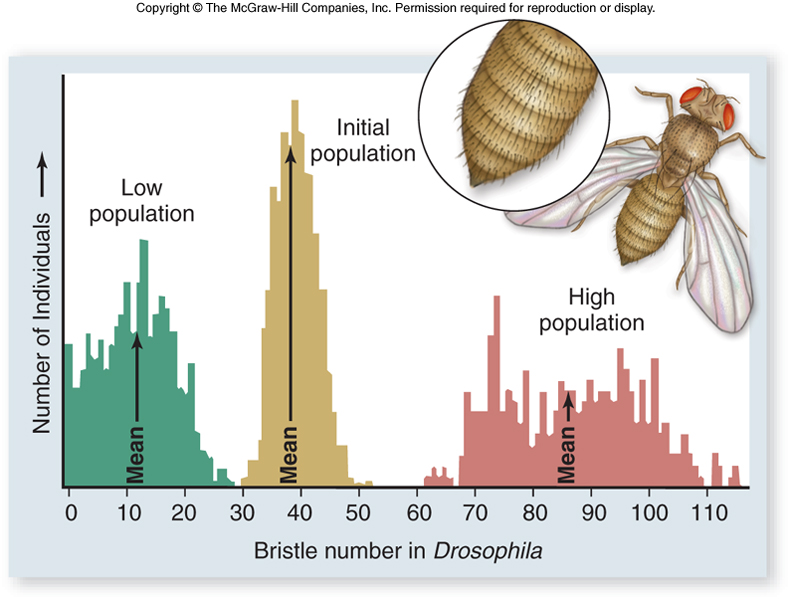 Copyright © The McGraw-Hill Companies, Inc. Permission required for reproduction or display.
Number of Individuals
Low
population
Initial
population
High
population
Mean
Mean
Mean
0 10 20 30 40 50 60 70 80 90 100 110
Bristle number in Drosophila